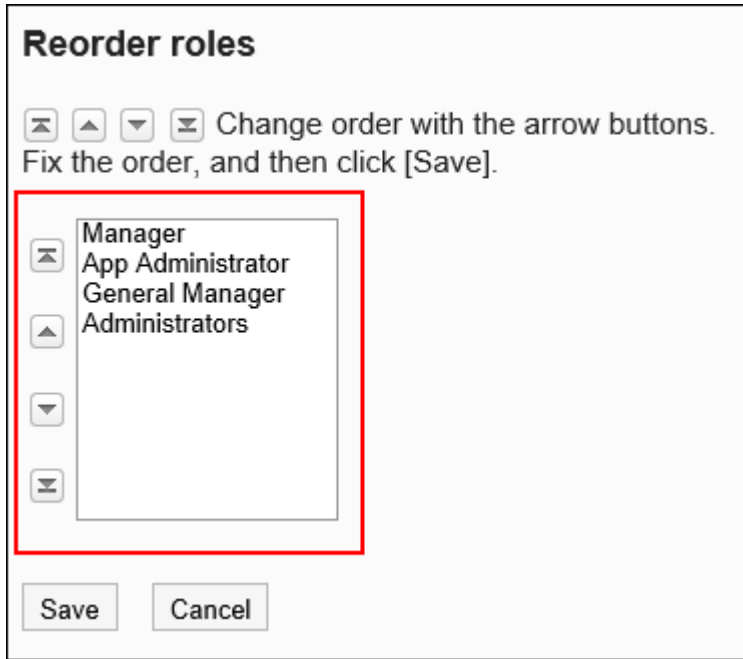 Reorder roles
Change order with the arrow buttons.
Fix the order, and then click [Save].
Manager
App Administrator
General Manager
Administrators
Save
Cancel